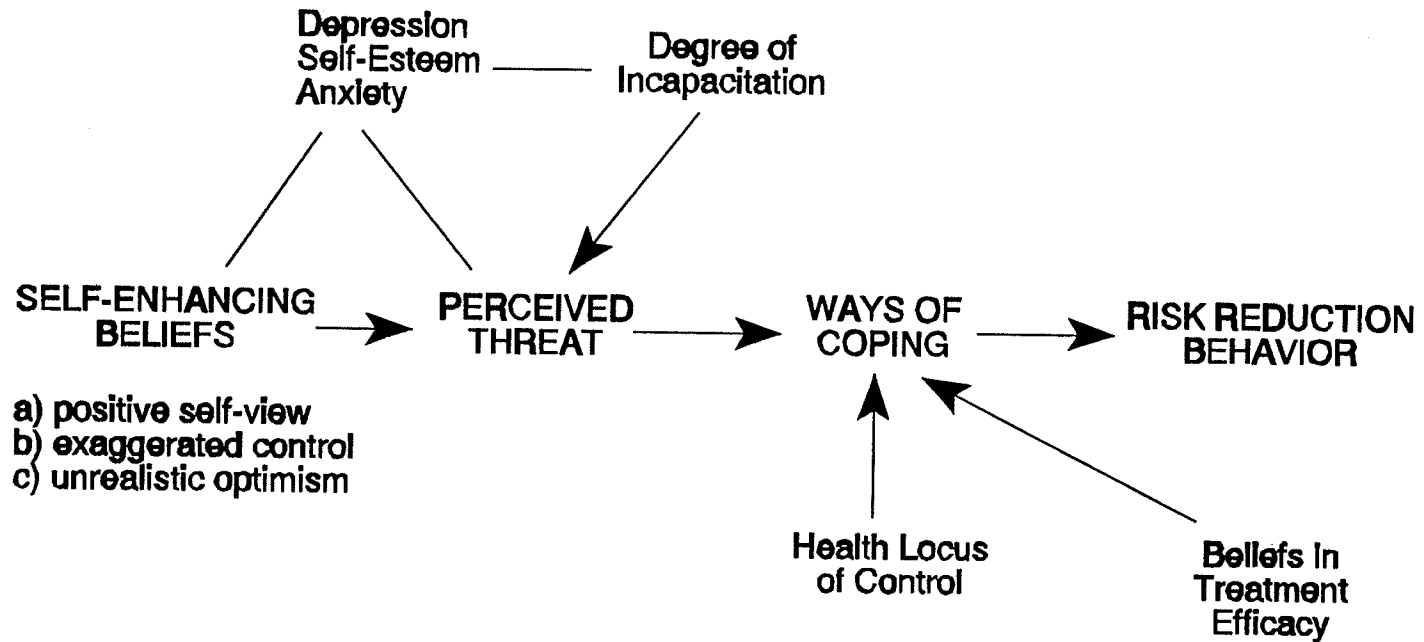 Depression
Self-Esteem
Anxiety
Degree of
Incapacitation
SELF-ENHANCING
BELIEFS
PERCEIVED
THREAT
WAYS OF
COPING
RISK REDUCTION
BEHAVIOR
a) positive self-view
b) exaggerated control
c) unrealistic optimism
Health Locus
of Control
Beliefs in
Treatment
Efficacy